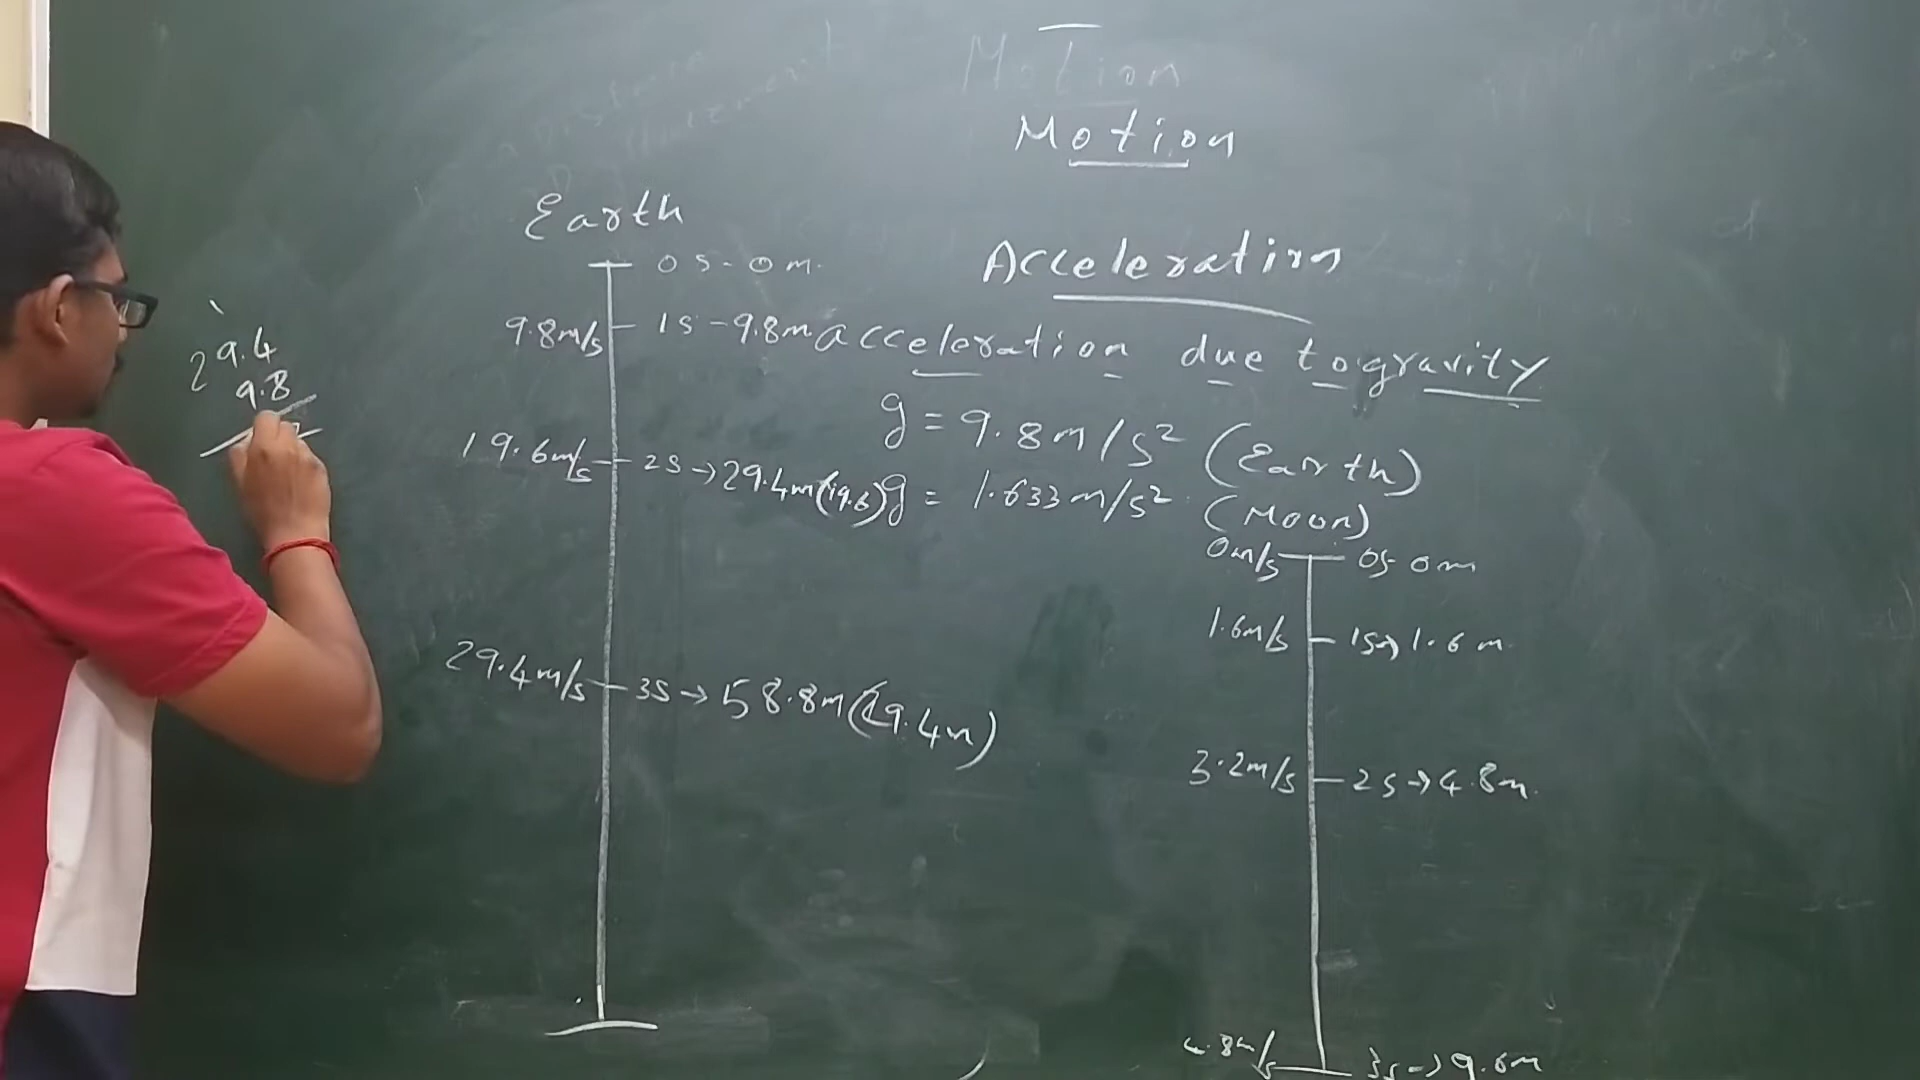 Motion
Motion
Earth
0s-0m.
Acceleration
9.8m/s 1s-9.8m
acceleration due to gravity
29.4
9.8
g = 9.8m/s² (Earth)
19.6m/s 2s→29.4m(19.6)
g = 1.633m/s² (Moon)
0m/s 0s-0m
1.6m/s 1s→1.6m.
29.4m/s 3s→58.8m(29.4m)
3.2m/s 2s→4.8m.
4.8m/s 3s→9.6m